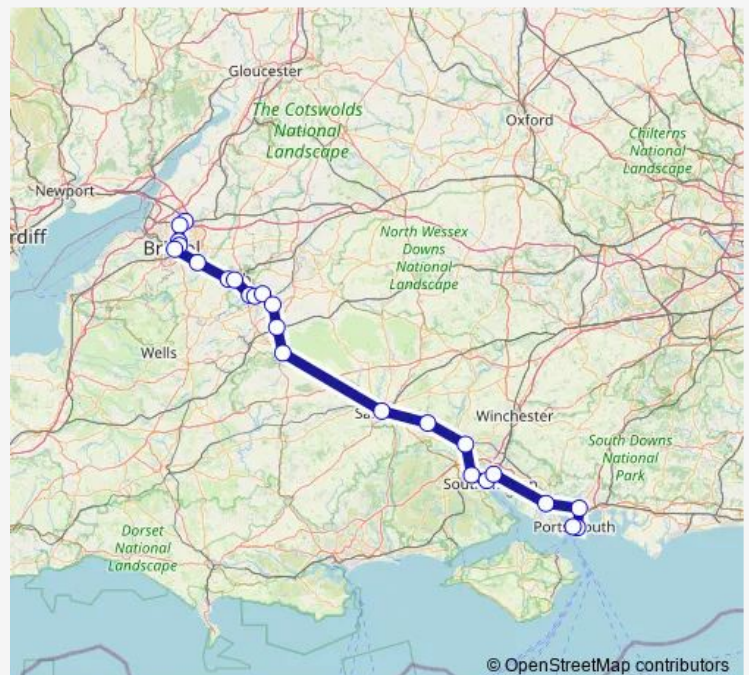 Gloucester
The Cotswolds
National
Landscape
Oxford
Chilterns
National
Landscape
Newport
rdiff
North Wessex
Downs
National
Landscape
Wells
Winchester
South Downs
National
Park
Dorset
National
Landscape
© OpenStreetMap contributors